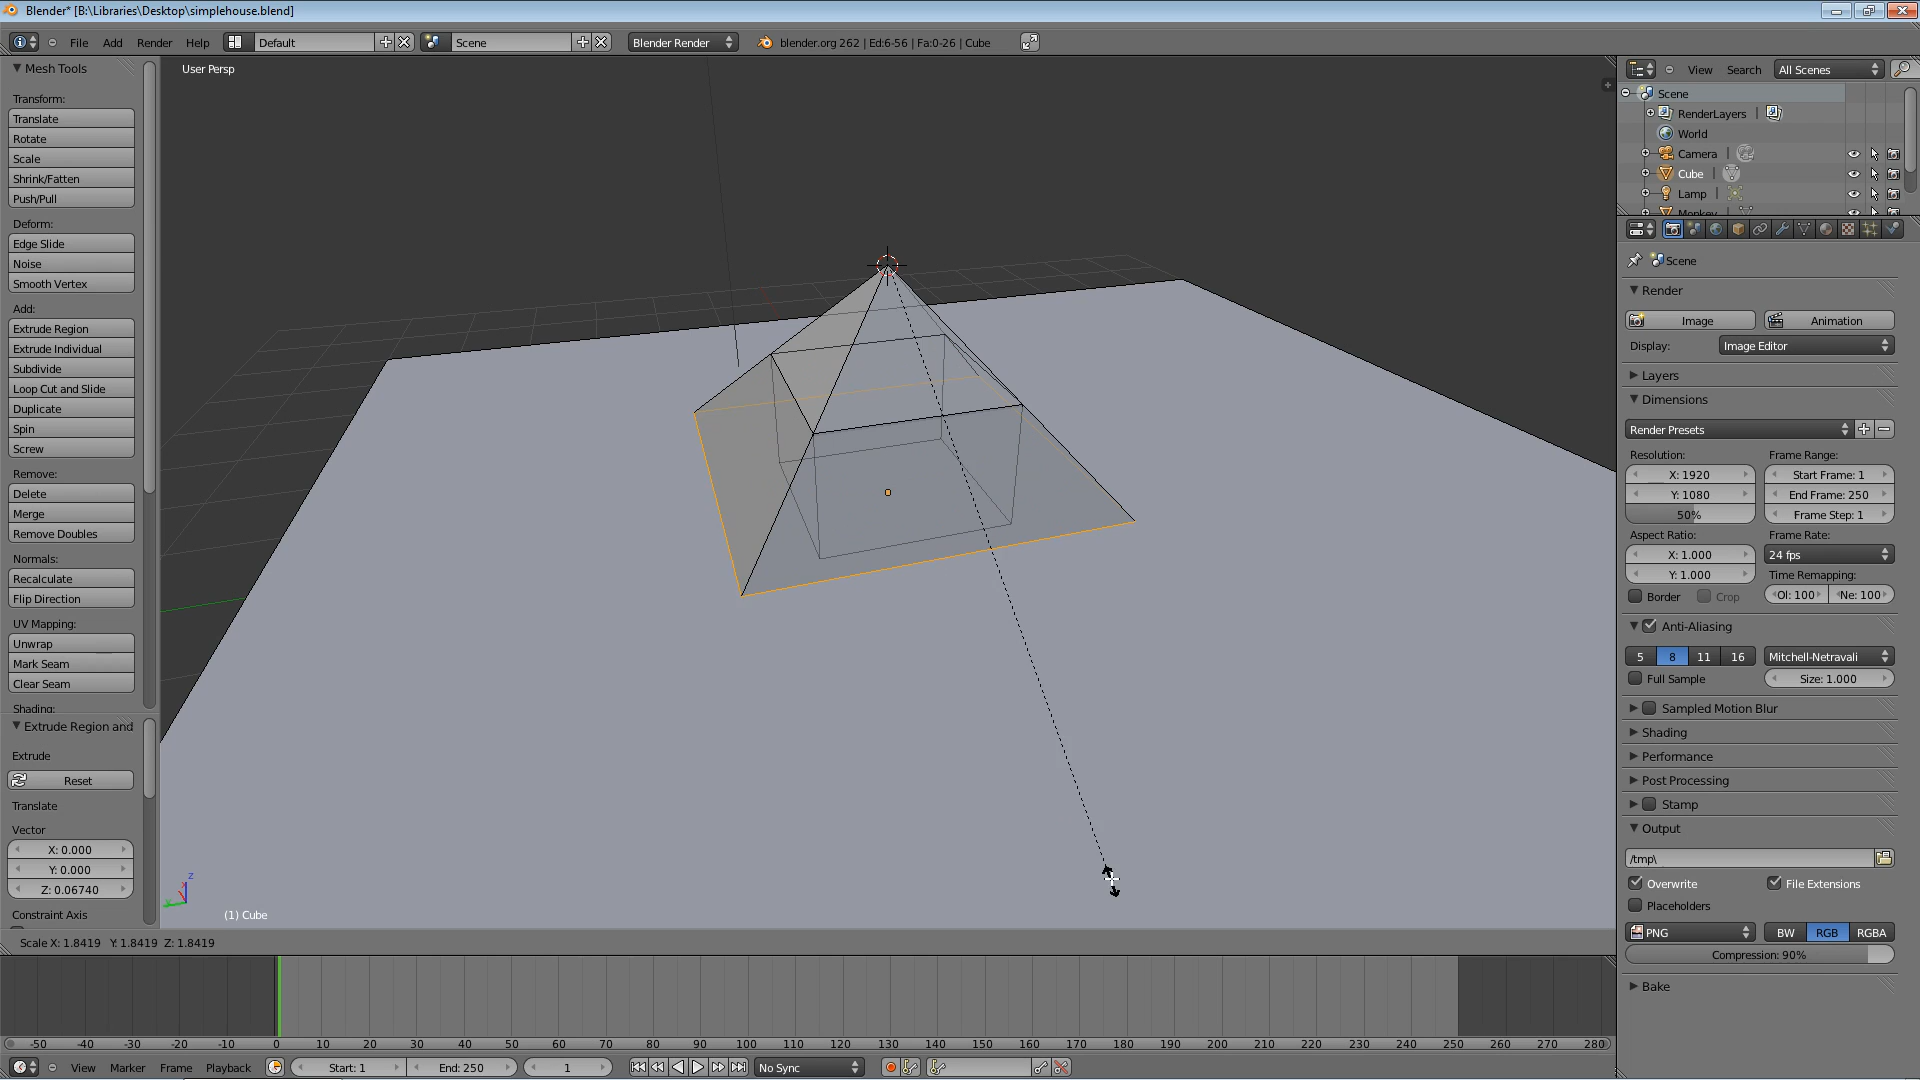 Blender* [B:\Libraries\Desktop\simplehouse.blend]
File Add Render Help Default Scene Blender Render blender.org 262 | Ed:6-56 | Fa:0-26 | Cube
Mesh Tools
Transform:
Translate
Rotate
Scale
Shrink/Fatten
Push/Pull
Deform:
Edge Slide
Noise
Smooth Vertex
Add:
Extrude Region
Extrude Individual
Subdivide
Loop Cut and Slide
Duplicate
Spin
Screw
Remove:
Delete
Merge
Remove Doubles
Normals:
Recalculate
Flip Direction
UV Mapping:
Unwrap
Mark Seam
Clear Seam
Shading:
Extrude Region and
Extrude
Reset
Translate
Vector
X: 0.000
Y: 0.000
Z: 0.06740
Constraint Axis
User Persp
z
(1) Cube
Scale X: 1.8419 Y: 1.8419 Z: 1.8419
View Search All Scenes
Scene
RenderLayers |
World
Camera |
Cube |
Lamp |
Monkey
Scene
Render
Image Animation
Display: Image Editor
Layers
Dimensions
Render Presets
Resolution: Frame Range:
X: 1920 Start Frame: 1
Y: 1080 End Frame: 250
50% Frame Step: 1
Aspect Ratio: Frame Rate:
X: 1.000 24 fps
Y: 1.000 Time Remapping:
Border Crop Ol: 100 Ne: 100
Anti-Aliasing
5 8 11 16 Mitchell-Netravali
Full Sample Size: 1.000
Sampled Motion Blur
Shading
Performance
Post Processing
Stamp
Output
/tmp\
Overwrite File Extensions
Placeholders
PNG BW RGB RGBA
Compression: 90%
Bake
-50 -40 -30 -20 -10 0 10 20 30 40 50 60 70 80 90 100 110 120 130 140 150 160 170 180 190 200 210 220 230 240 250 260 270 280
View Marker Frame Playback Start: 1 End: 250 1 No Sync